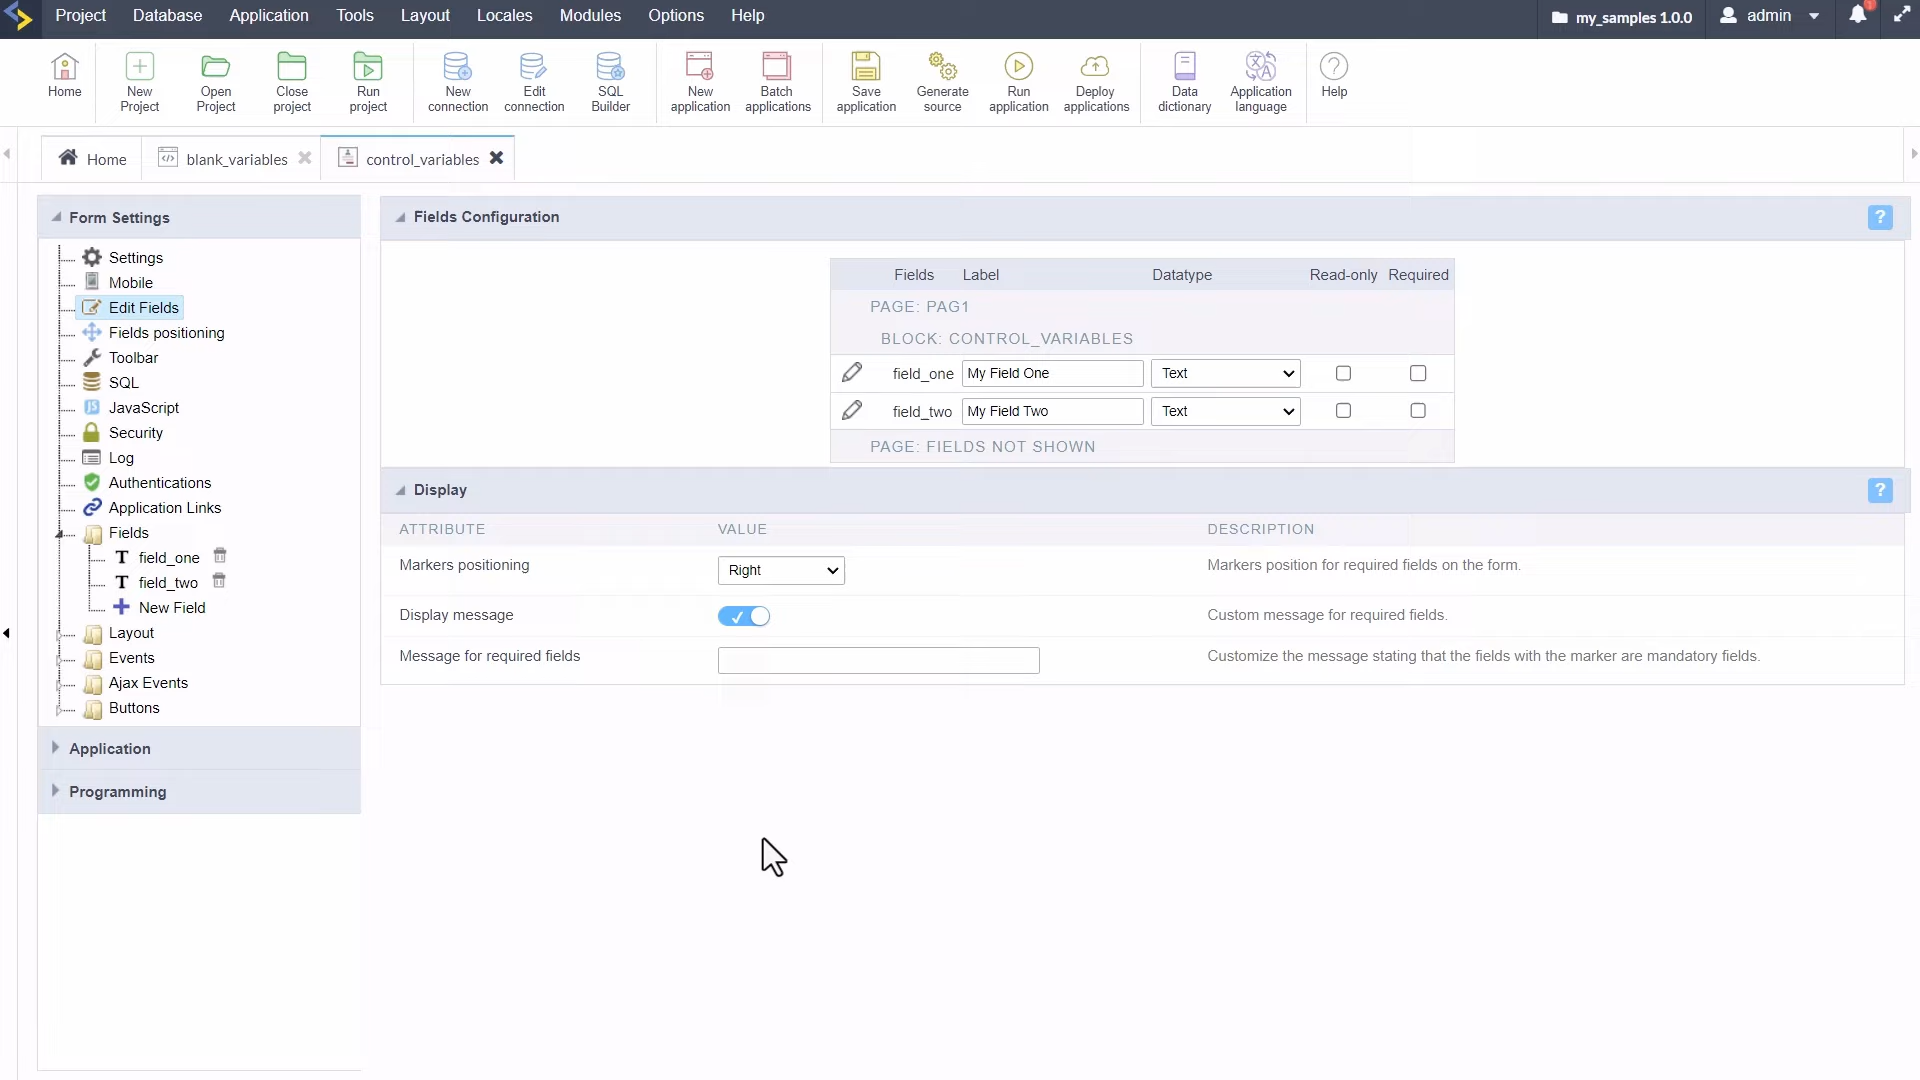 Project Database Application Tools Layout Locales Modules Options Help my_samples 1.0.0 admin 1
Home New Project Open Project Close project Run project New connection Edit connection SQL Builder New application Batch applications Save application Generate source Run application Deploy applications Data dictionary Application language Help
Home blank_variables control_variables
Form Settings
Settings
Mobile
Edit Fields
Fields positioning
Toolbar
SQL
JavaScript
Security
Log
Authentications
Application Links
Fields
field_one
field_two
New Field
Layout
Events
Ajax Events
Buttons
Application
Programming
Fields Configuration ?
Fields Label Datatype Read-only Required
PAGE: PAG1
BLOCK: CONTROL_VARIABLES
field_one My Field One Text
field_two My Field Two Text
PAGE: FIELDS NOT SHOWN
Display ?
ATTRIBUTE VALUE DESCRIPTION
Markers positioning Right Markers position for required fields on the form.
Display message Custom message for required fields.
Message for required fields Customize the message stating that the fields with the marker are mandatory fields.